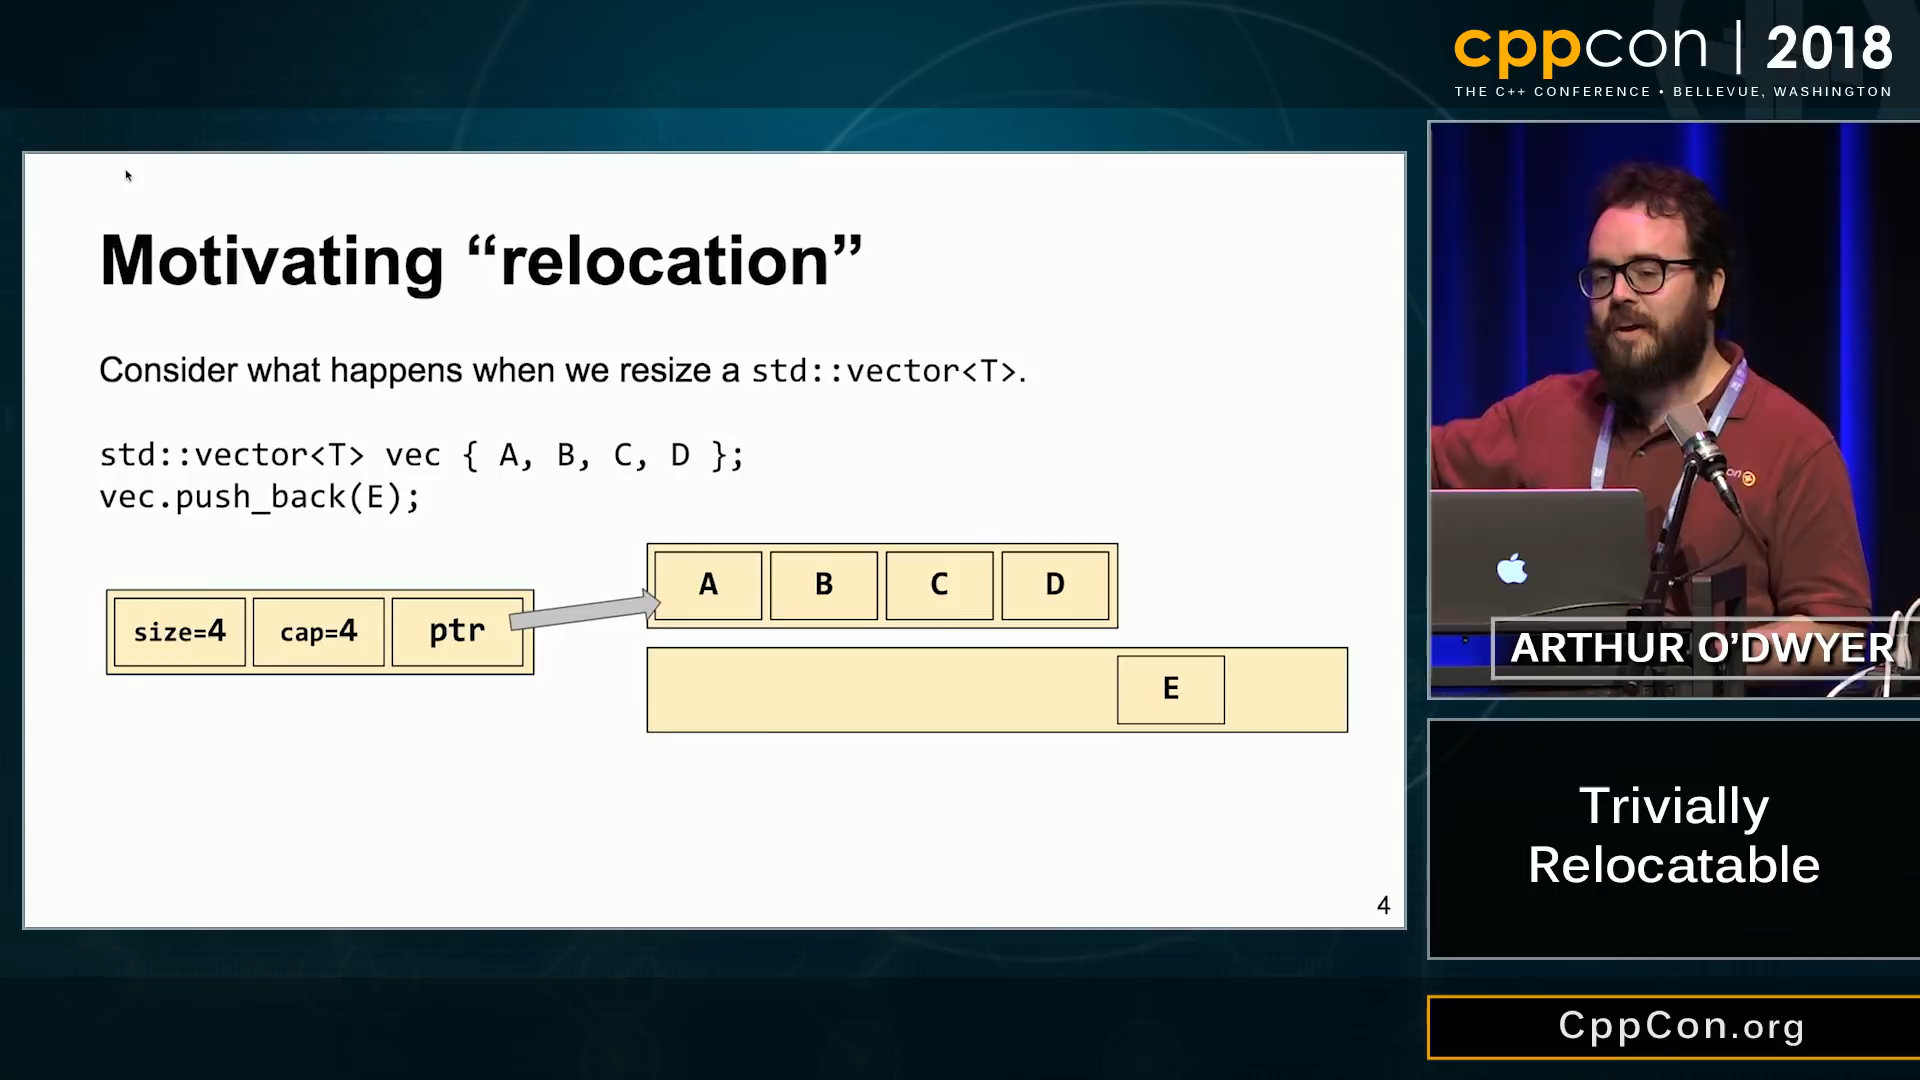 cppcon | 2018
THE C++ CONFERENCE • BELLEVUE, WASHINGTON
Motivating “relocation”
Consider what happens when we resize a std::vector<T>.
std::vector<T> vec { A, B, C, D };
vec.push_back(E);
size=4 cap=4 ptr
A B C D
E
4
ARTHUR O’DWYER
Trivially
Relocatable
CppCon.org